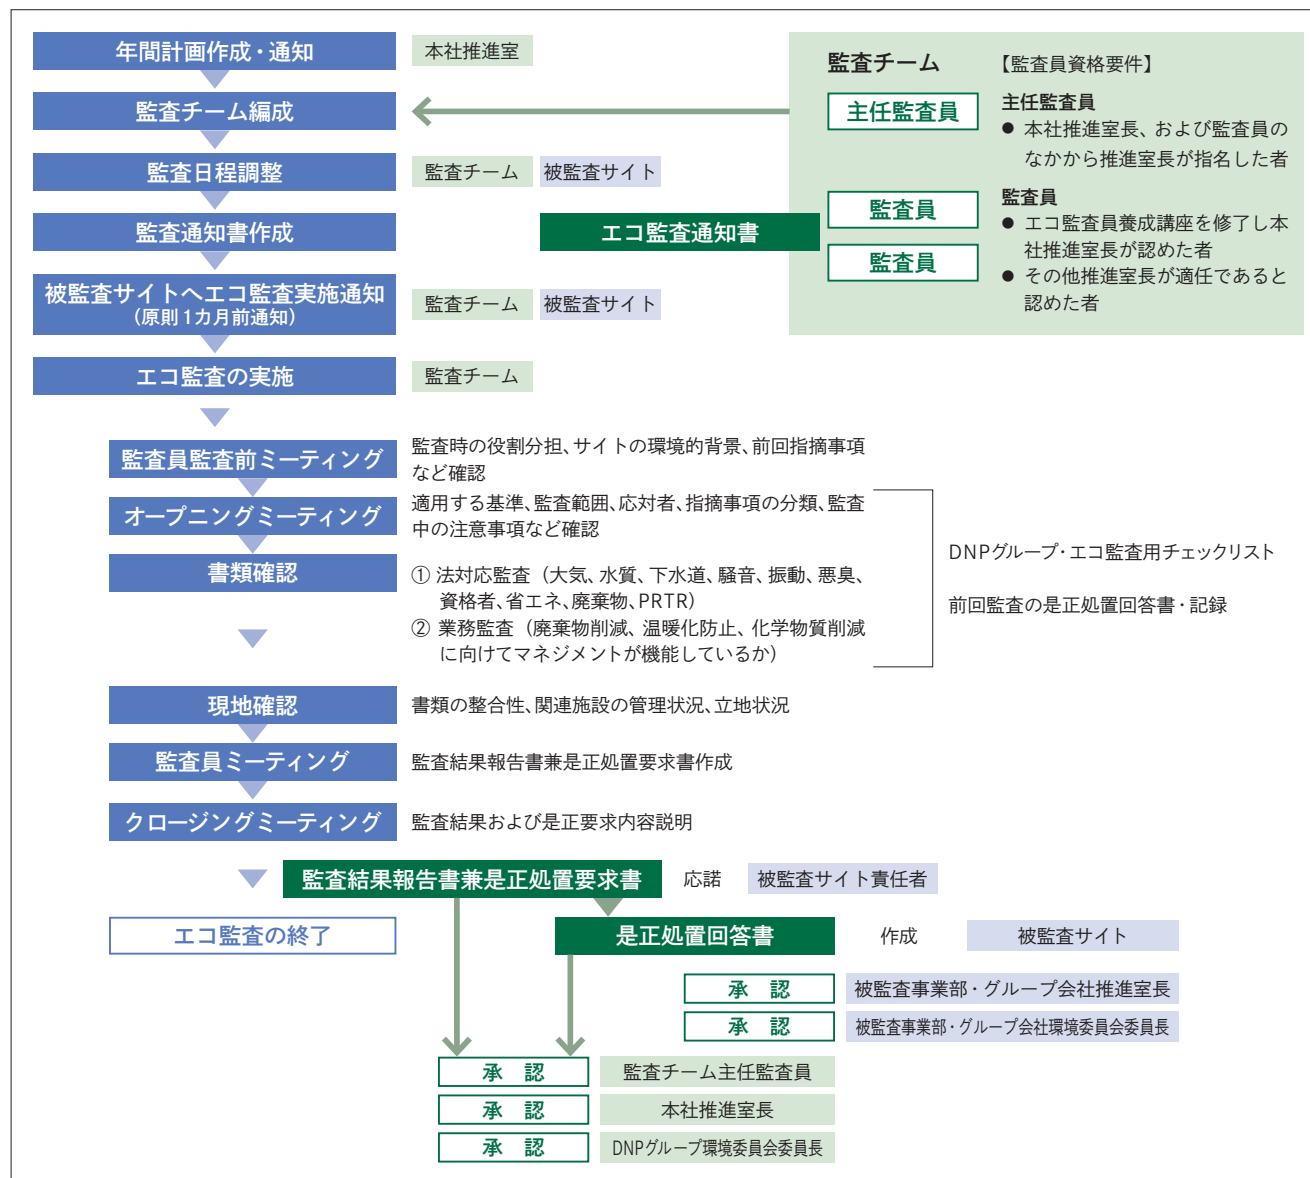 年間計画作成・通知
本社推進室
監査チーム編成
監査日程調整
監査チーム
被監査サイト
監査通知書作成
エコ監査通知書
被監査サイトへエコ監査実施通知
(原則1カ月前通知)
監査チーム
被監査サイト
エコ監査の実施
監査チーム
監査チーム
【監査員資格要件】
主任監査員
主任監査員
● 本社推進室長、および監査員の
なかから推進室長が指名した者
監査員
監査員
監査員
● エコ監査員養成講座を修了し本
社推進室長が認めた者
● その他推進室長が適任であると
認めた者
監査員監査前ミーティング
監査時の役割分担、サイトの環境的背景、前回指摘事項
など確認
オープニングミーティング
適用する基準、監査範囲、応対者、指摘事項の分類、監査
中の注意事項など確認
書類確認
① 法対応監査（大気、水質、下水道、騒音、振動、悪臭、
資格者、省エネ、廃棄物、PRTR）
② 業務監査（廃棄物削減、温暖化防止、化学物質削減
に向けてマネジメントが機能しているか）
DNPグループ・エコ監査用チェックリスト
前回監査の是正処置回答書・記録
現地確認
書類の整合性、関連施設の管理状況、立地状況
監査員ミーティング
監査結果報告書兼是正処置要求書作成
クロージングミーティング
監査結果および是正要求内容説明
監査結果報告書兼是正処置要求書
応諾
被監査サイト責任者
エコ監査の終了
是正処置回答書
作成
被監査サイト
承 認
被監査事業部・グループ会社推進室長
承 認
被監査事業部・グループ会社環境委員会委員長
承 認
監査チーム主任監査員
承 認
本社推進室長
承 認
DNPグループ環境委員会委員長